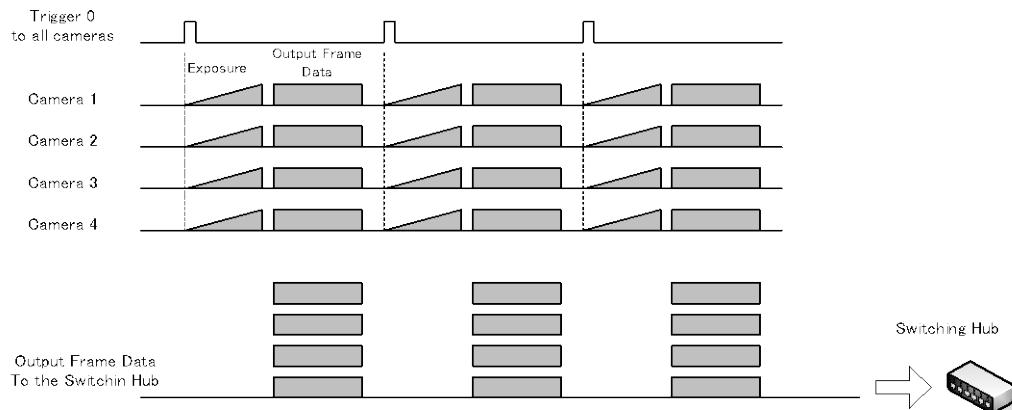 Trigger 0
to all cameras
Exposure
Output Frame
Data
Camera 1
Camera 2
Camera 3
Camera 4
Switching Hub
Output Frame Data
To the Switchin Hub